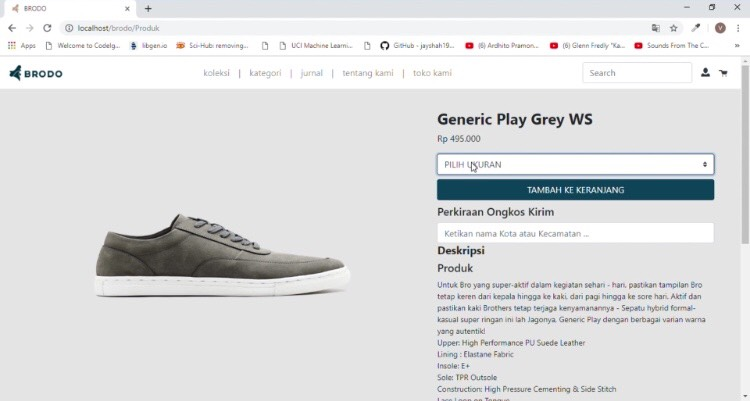 BRODO
localhost/brodo/Produk
Apps
Welcome to CodeIg...
libgen.io
Sci-Hub: removing...
UCI Machine Learni...
GitHub - jayshah19...
(6) Ardhito Pramon...
(6) Glenn Fredly "Ka...
Sounds From The C...
BRODO
koleksi | kategori | jurnal | tentang kami | toko kami
Search
Generic Play Grey WS
Rp 495.000
PILIH UKURAN
TAMBAH KE KERANJANG
Perkiraan Ongkos Kirim
Ketikan nama Kota atau Kecamatan ...
Deskripsi
Produk
Untuk Bro yang super-aktif dalam kegiatan sehari - hari, pastikan tampilan Bro
tetap keren dari kepala hingga ke kaki, dari pagi hingga ke sore hari. Aktif dan
pastikan kaki Brothers tetap terjaga kenyamanannya - Sepatu hybrid formal-
kasual super ringan ini lah Jagonya, Generic Play dengan berbagai varian warna
yang autentik!
Upper: High Performance PU Suede Leather
Lining : Elastane Fabric
Insole: E+
Sole: TPR Outsole
Construction: High Pressure Cementing & Side Stitch
Lace Loop on Tongue